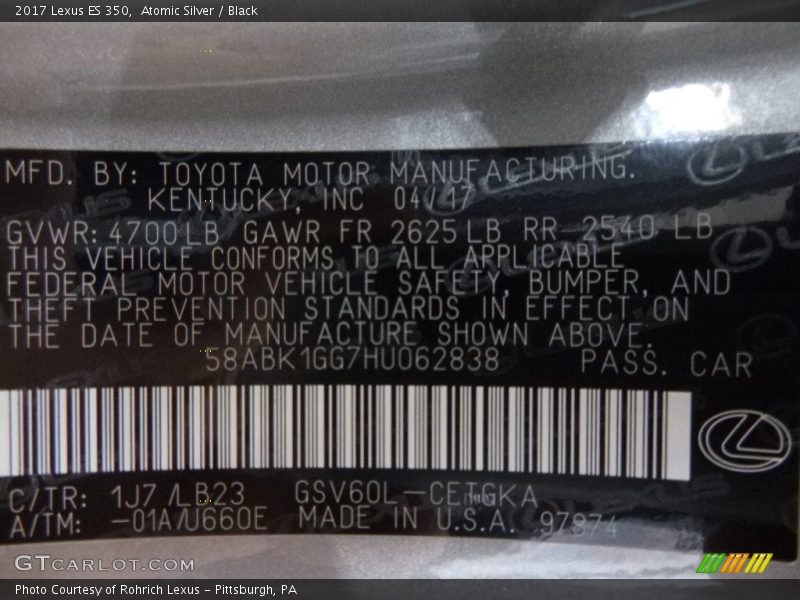 2017 Lexus ES 350, Atomic Silver / Black
MFD. BY: TOYOTA MOTOR MANUFACTURING.
KENTUCKY, INC 04/17
GVWR: 4700LB GAWR FR 2625LB RR 2540 LB
THIS VEHICLE CONFORMS TO ALL APPLICABLE
FEDERAL MOTOR VEHICLE SAFETY, BUMPER, AND
THEFT PREVENTION STANDARDS IN EFFECT ON
THE DATE OF MANUFACTURE SHOWN ABOVE.
58ABK1GG7HU062838 PASS. CAR
C/TR: 1J7/LB23 GSV60L-CETGKA
A/TM: -01A/U660E MADE IN U.S.A. 97874
GTCARLOT.COM
Photo Courtesy of Rohrich Lexus - Pittsburgh, PA